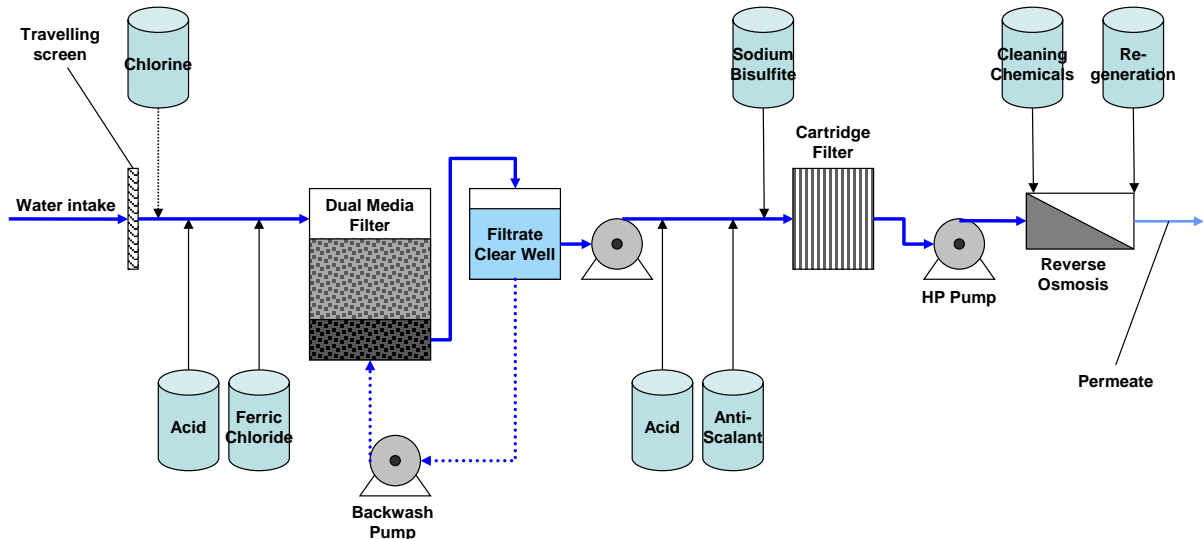 Travelling
screen
Chlorine
Sodium
Bisulfite
Cleaning
Chemicals
Re-
generation
Cartridge
Filter
Water intake
Dual Media
Filter
Filtrate
Clear Well
HP Pump
Reverse
Osmosis
Permeate
Acid
Ferric
Chloride
Acid
Anti-
Scalant
Backwash
Pump